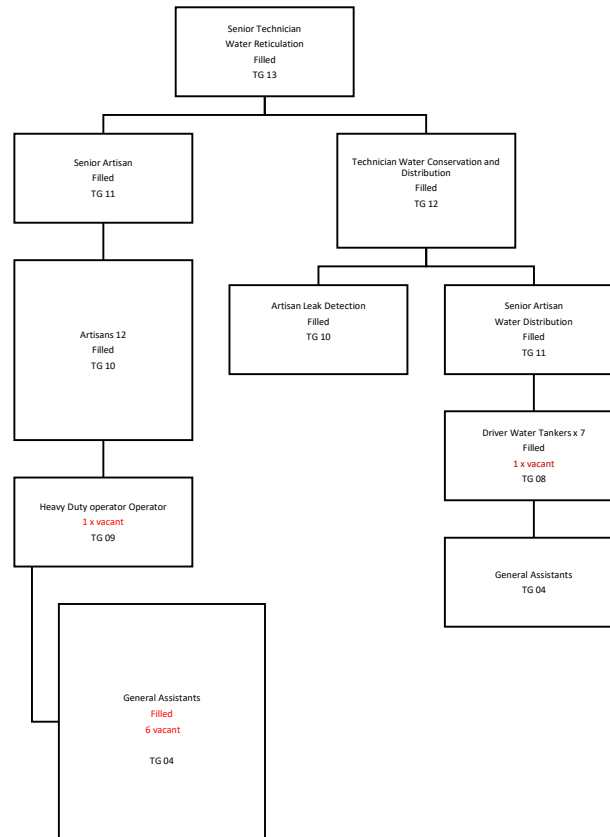 Senior Technician
Water Reticulation
Filled
TG 13
Senior Artisan
Filled
TG 11
Technician Water Conservation and
Distribution
Filled
TG 12
Artisans 12
Filled
TG 10
Artisan Leak Detection
Filled
TG 10
Senior Artisan
Water Distribution
Filled
TG 11
Driver Water Tankers x 7
Filled
1 x vacant
TG 08
Heavy Duty operator Operator
1 x vacant
TG 09
General Assistants
TG 04
General Assistants
Filled
6 vacant
TG 04